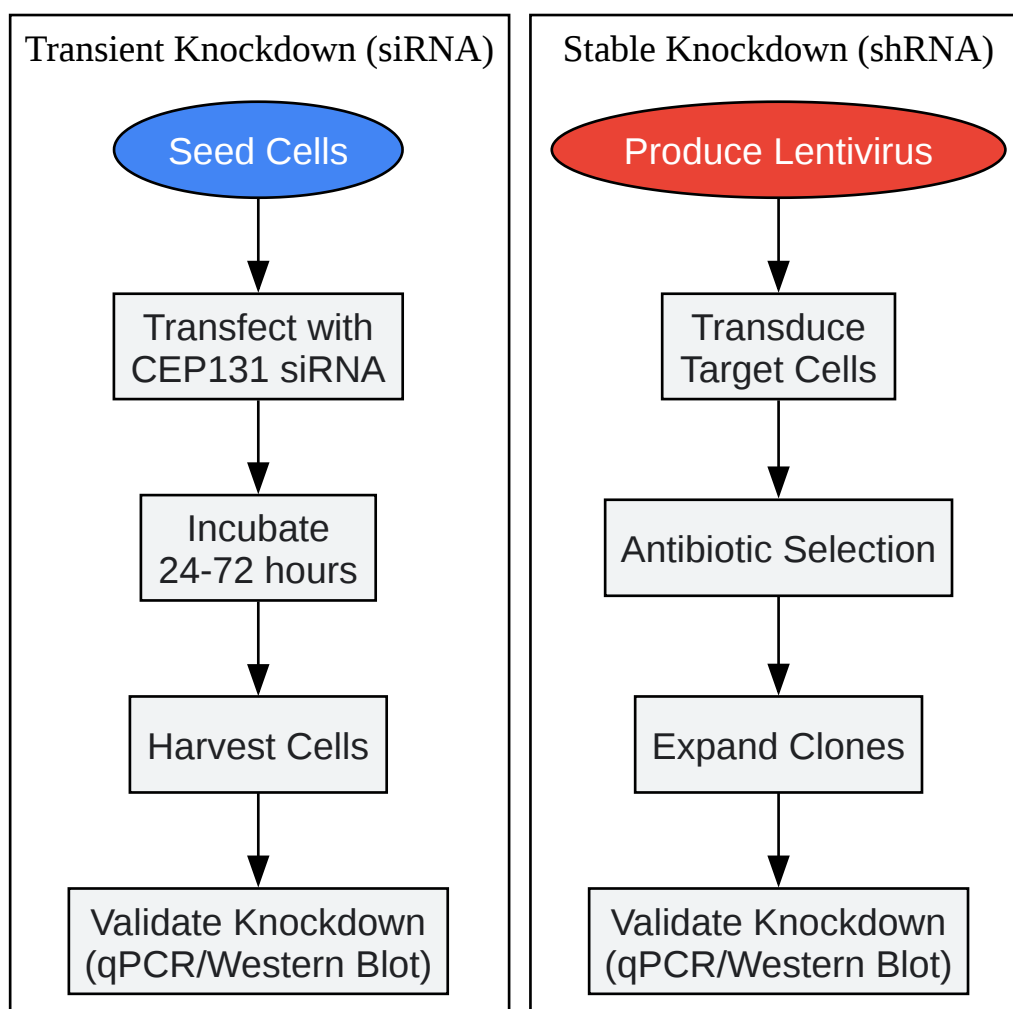 Transient Knockdown (siRNA)
Seed Cells
Transfect with
CEP131 siRNA
Incubate
24-72 hours
Harvest Cells
Validate Knockdown
(qPCR/Western Blot)
Stable Knockdown (shRNA)
Produce Lentivirus
Transduce
Target Cells
Antibiotic Selection
Expand Clones
Validate Knockdown
(qPCR/Western Blot)